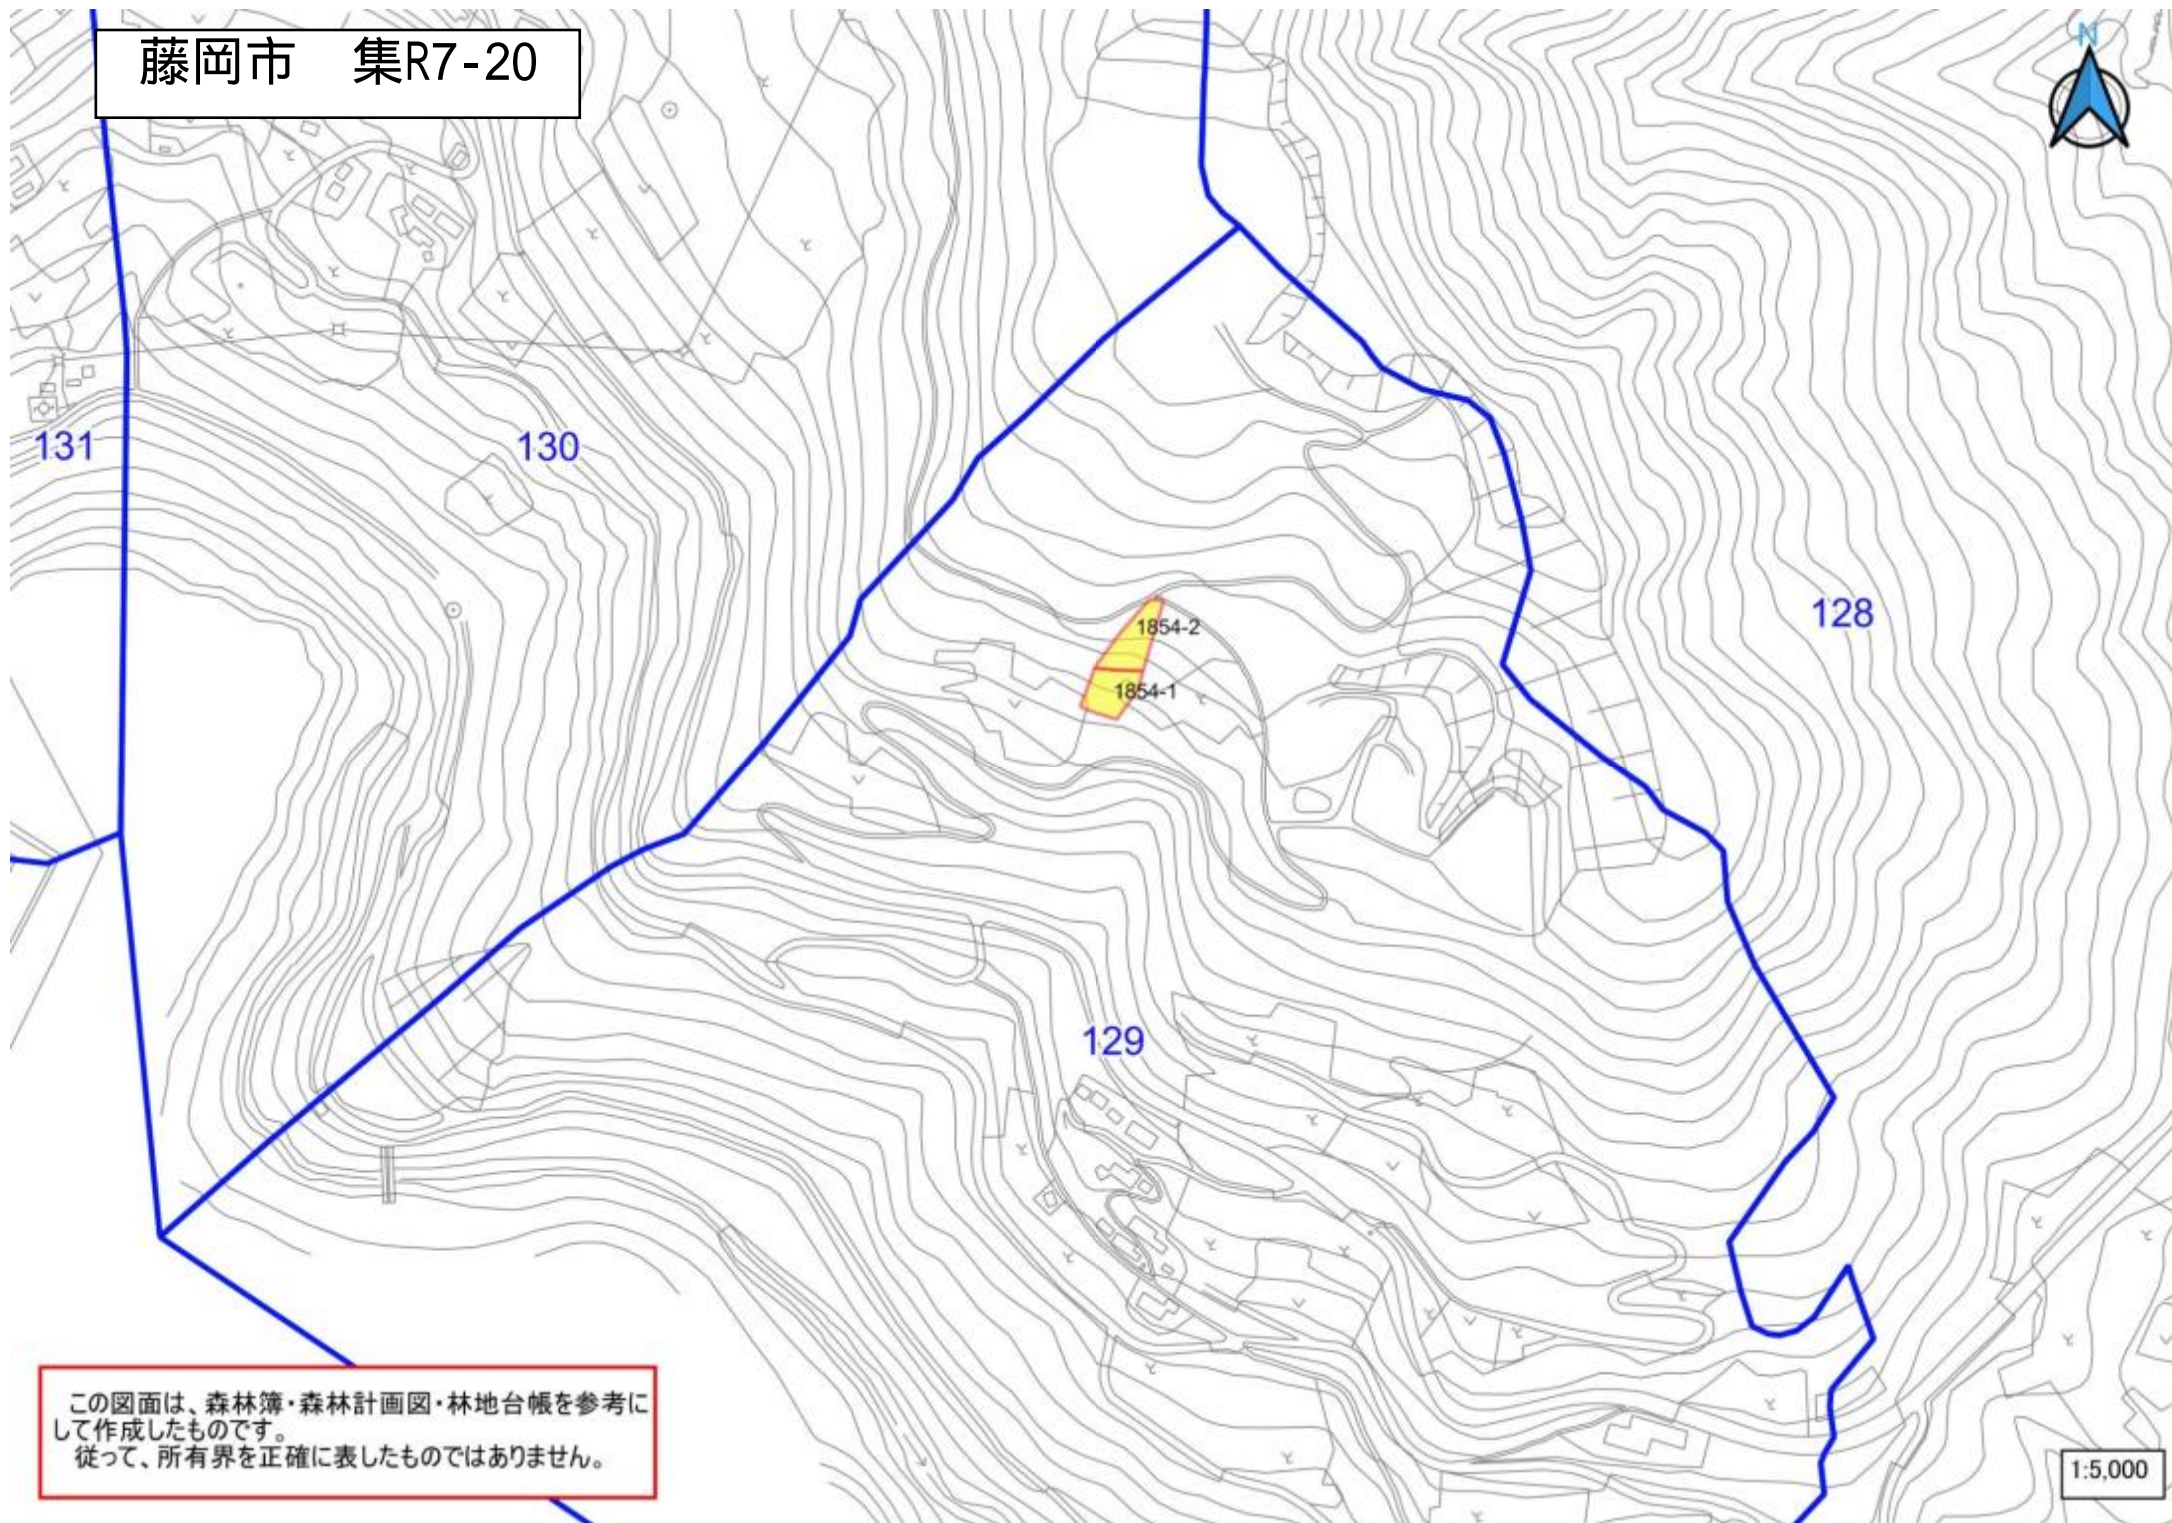 藤岡市 集R7-20
N
131
130
128
1854-2
1854-1
129
この図面は、森林簿・森林計画図・林地台帳を参考に
して作成したものです。
従って、所有界を正確に表したものではありません。
1:5,000